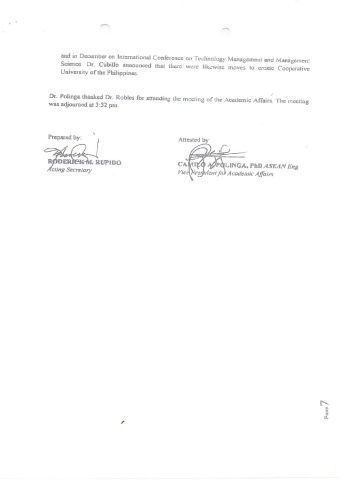 and in December on International Conference on Technology Management and Management
Science. Dr. Cubillo announced that there were likewise moves to create Cooperative
University of the Philippines.
Dr. Polinga thanked Dr. Robles for attending the meeting of the Academic Affairs. The meeting
was adjourned at 3:32 pm.
Prepared by:
Attested by:
RODERICK M. RUPIDO
Acting Secretary
CAMILO A. POLINGA, PhD ASEAN Eng
Vice President for Academic Affairs
Page 7